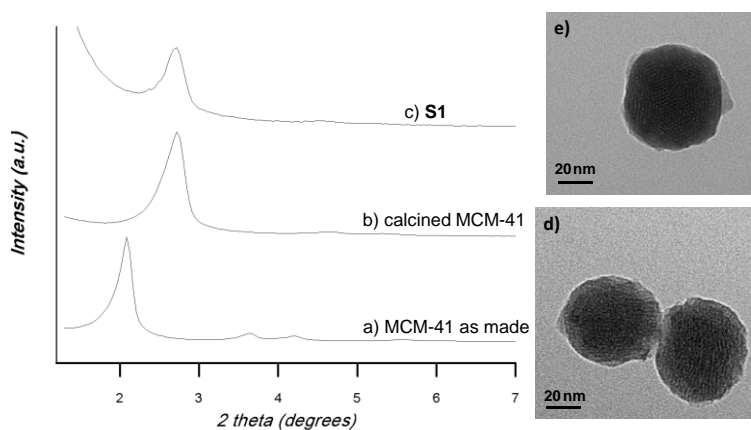 Intensity (a.u.)
c) S1
b) calcined MCM-41
a) MCM-41 as made
2 3 4 5 6 7
2 theta (degrees)
e)
20 nm
d)
20 nm